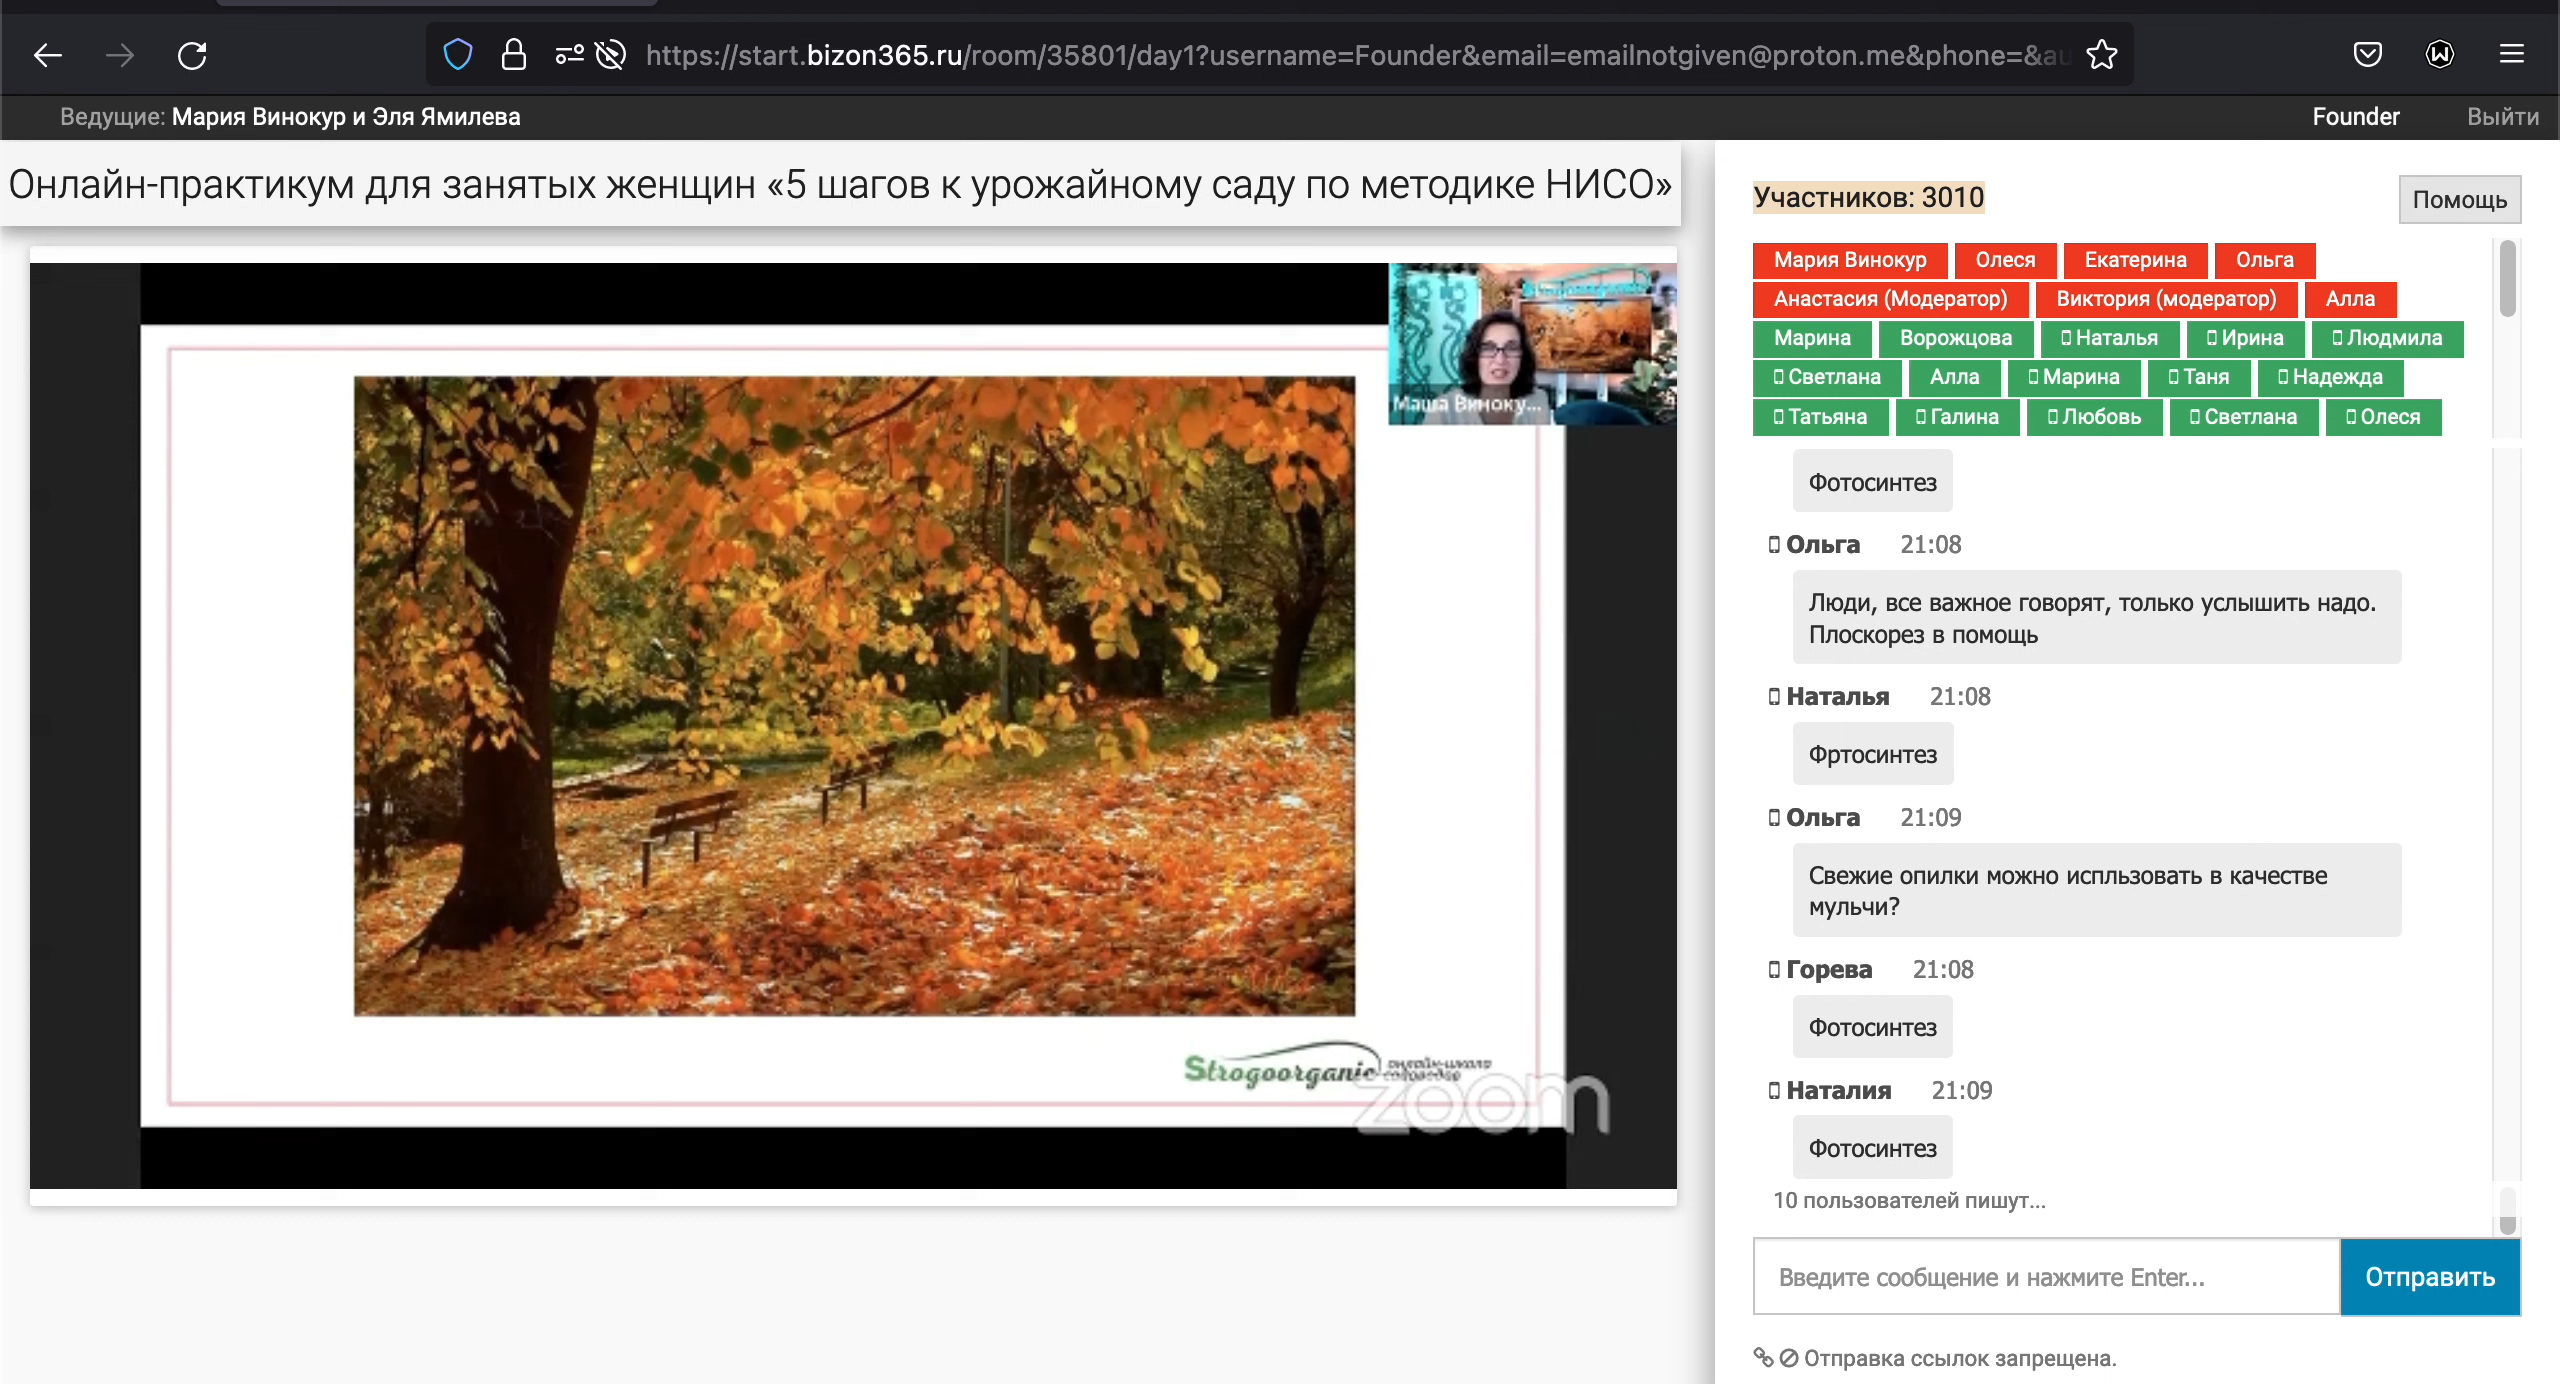 https://start.bizon365.ru/room/35801/day1?username=Founder&email=emailnotgiven@proton.me&phone=&au
Ведущие: Мария Винокур и Эля Ямилева
Founder
Выйти
Онлайн-практикум для занятых женщин «5 шагов к урожайному саду по методике НИСО»
Маша Виноку...
Strogoorganic онлайн-школа садоводов
zoom
Участников: 3010
Помощь
Мария Винокур Олеся Екатерина Ольга
Анастасия (Модератор) Виктория (модератор) Алла
Марина Ворожцова Наталья Ирина Людмила
Светлана Алла Марина Таня Надежда
Татьяна Галина Любовь Светлана Олеся
Фотосинтез
Ольга 21:08
Люди, все важное говорят, только услышить надо.
Плоскорез в помощь
Наталья 21:08
Фртосинтез
Ольга 21:09
Свежие опилки можно испльзовать в качестве
мульчи?
Горева 21:08
Фотосинтез
Наталия 21:09
Фотосинтез
10 пользователей пишут...
Введите сообщение и нажмите Enter...
Отправить
Отправка ссылок запрещена.